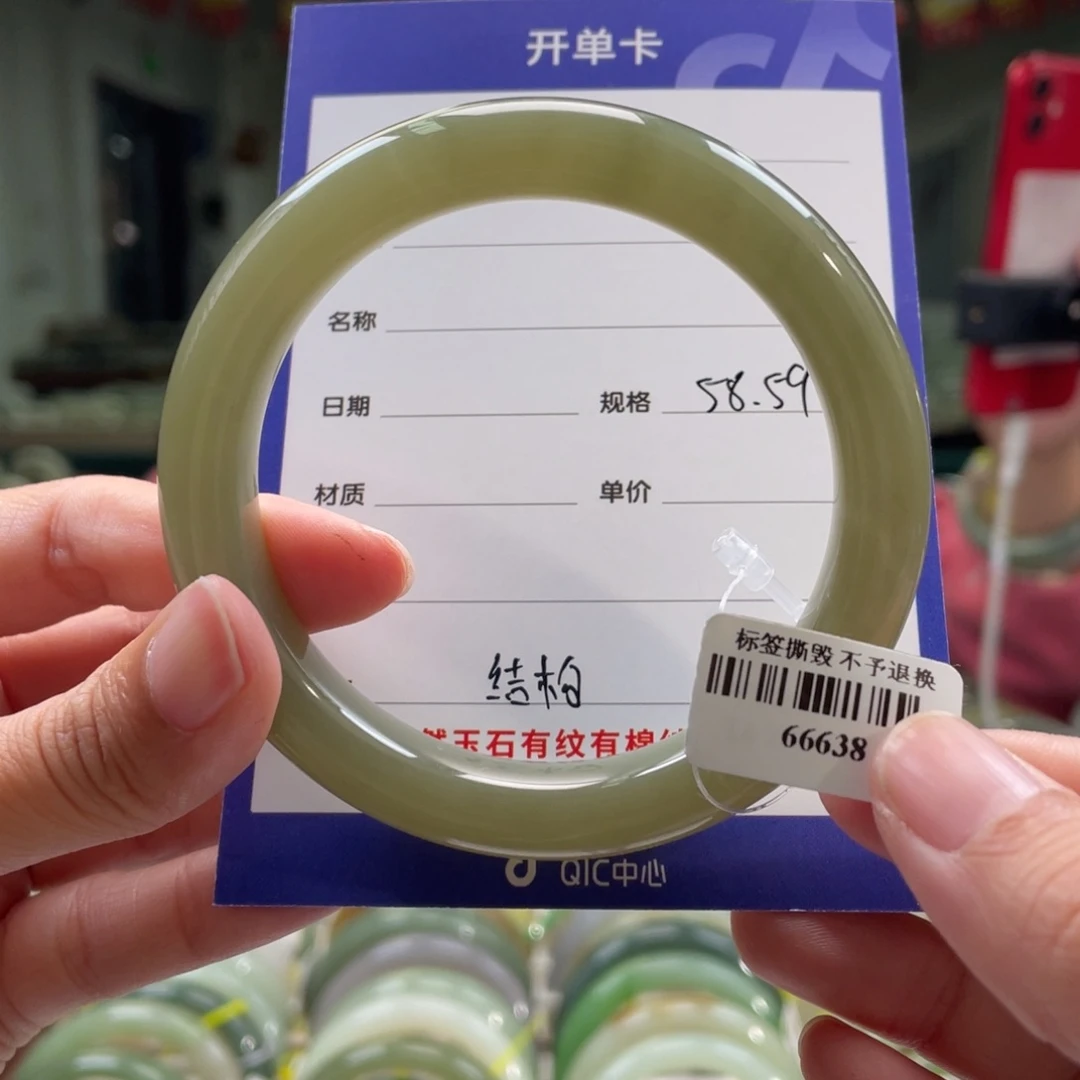 开单卡
名称
日期
规格 58.59
材质
单价
结柏
玉石有纹有棉
标签撕毁 不予退换
66638
QIC中心